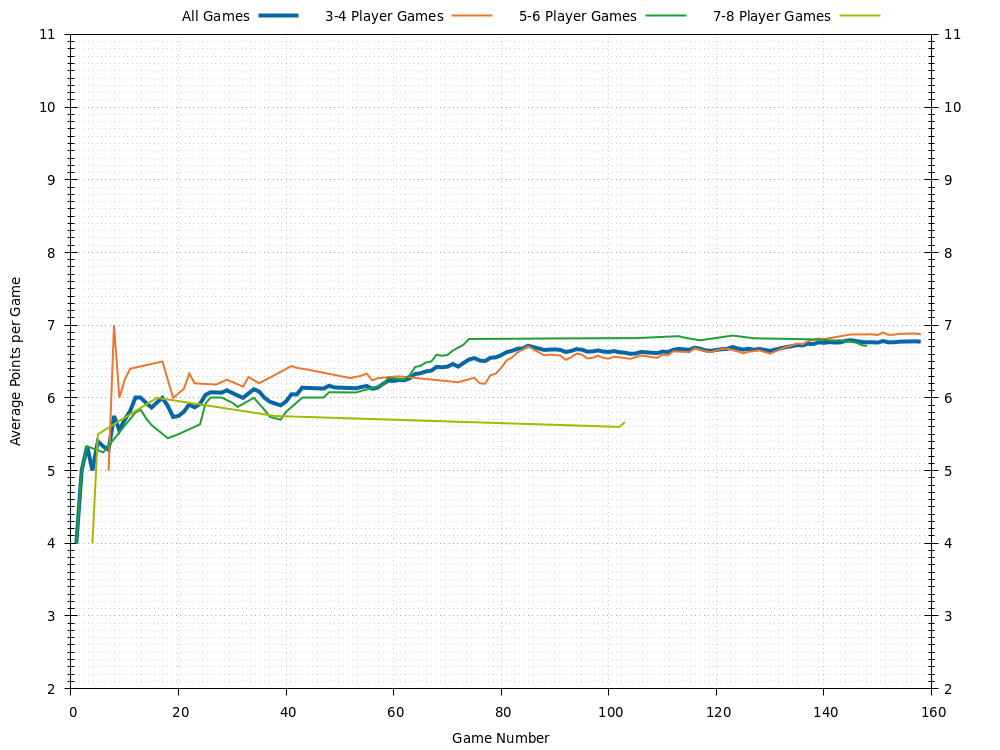 All Games 3-4 Player Games 5-6 Player Games 7-8 Player Games
11 11
10 10
9 9
8 8
7 7
6 6
5 5
4 4
3 3
2 2
Average Points per Game
0 20 40 60 80 100 120 140 160
Game Number